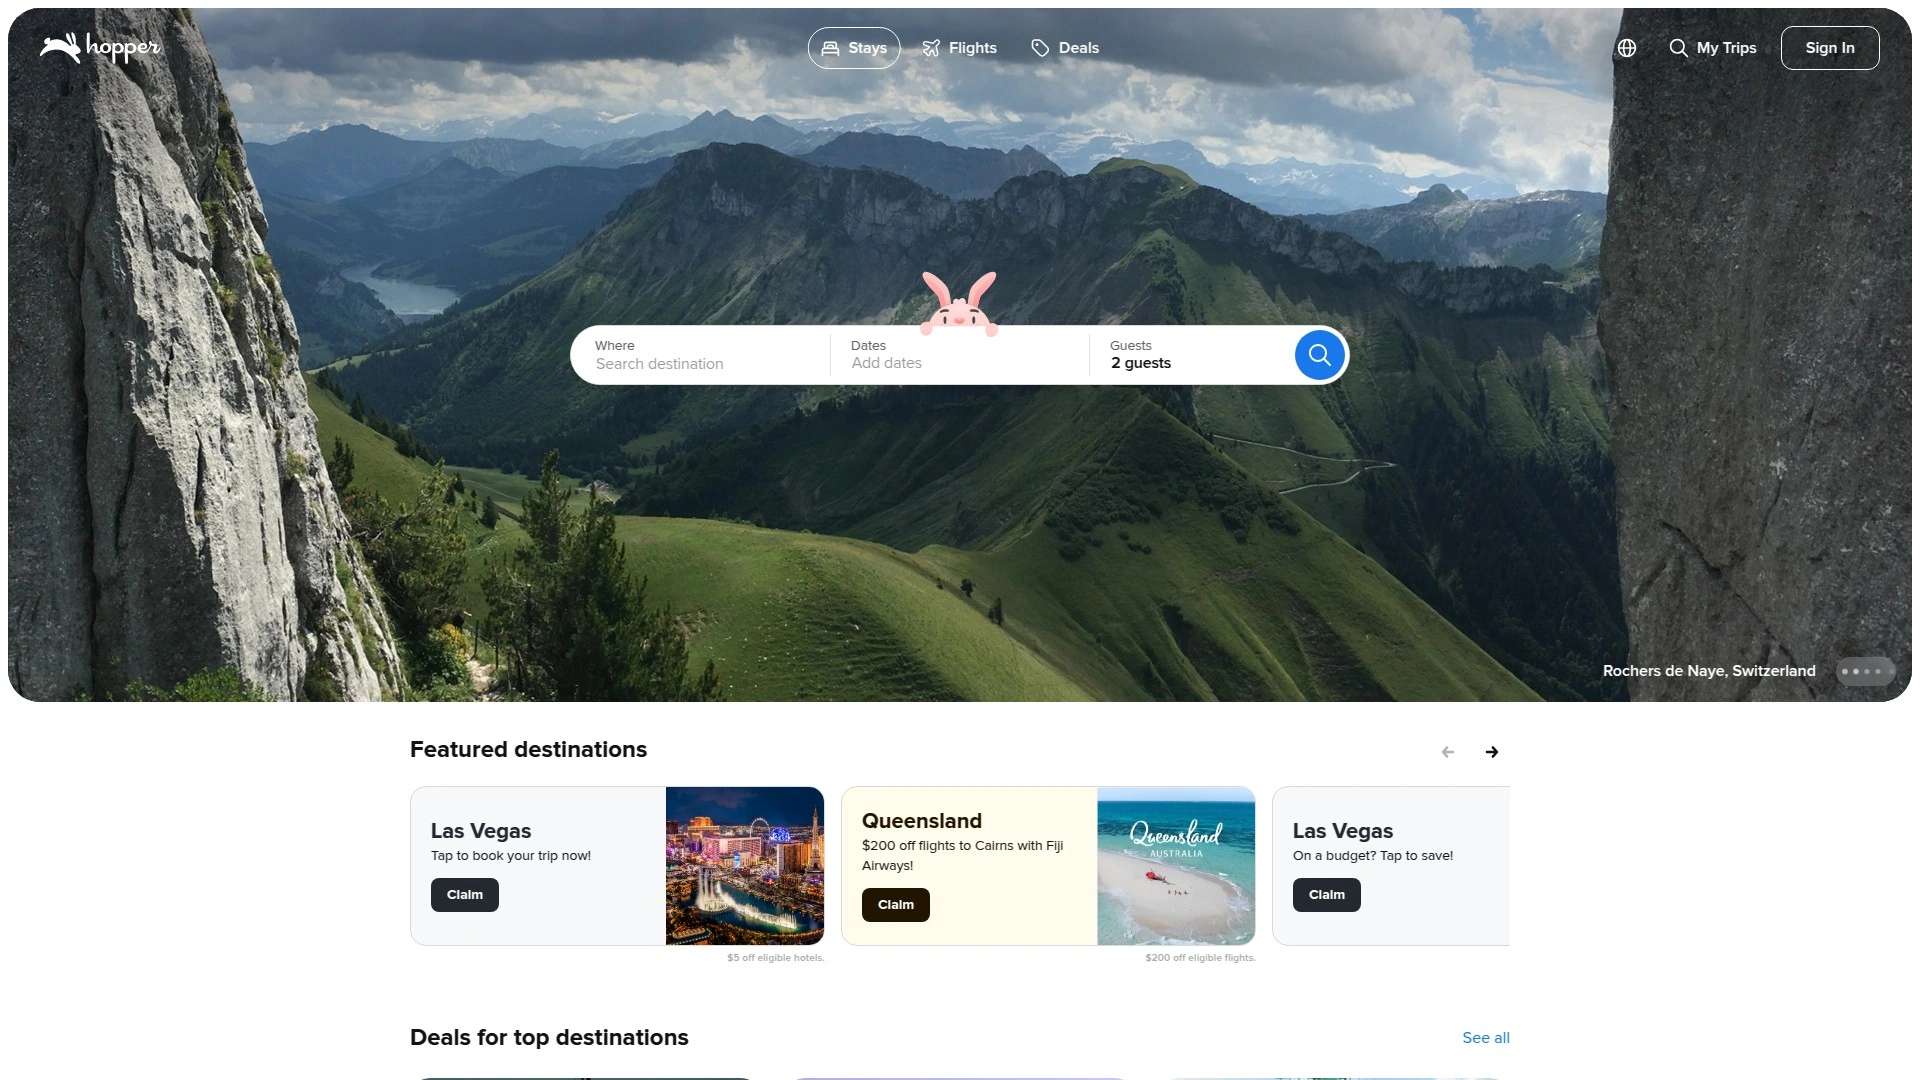 hopper
Stays
Flights
Deals
My Trips
Sign In
Where
Search destination
Dates
Add dates
Guests
2 guests
Rochers de Naye, Switzerland
Featured destinations
Las Vegas
Tap to book your trip now!
Claim
$5 off eligible hotels.
Queensland
$200 off flights to Cairns with Fiji
Airways!
Claim
Queensland
AUSTRALIA
$200 off eligible flights.
Las Vegas
On a budget? Tap to save!
Claim
Deals for top destinations
See all